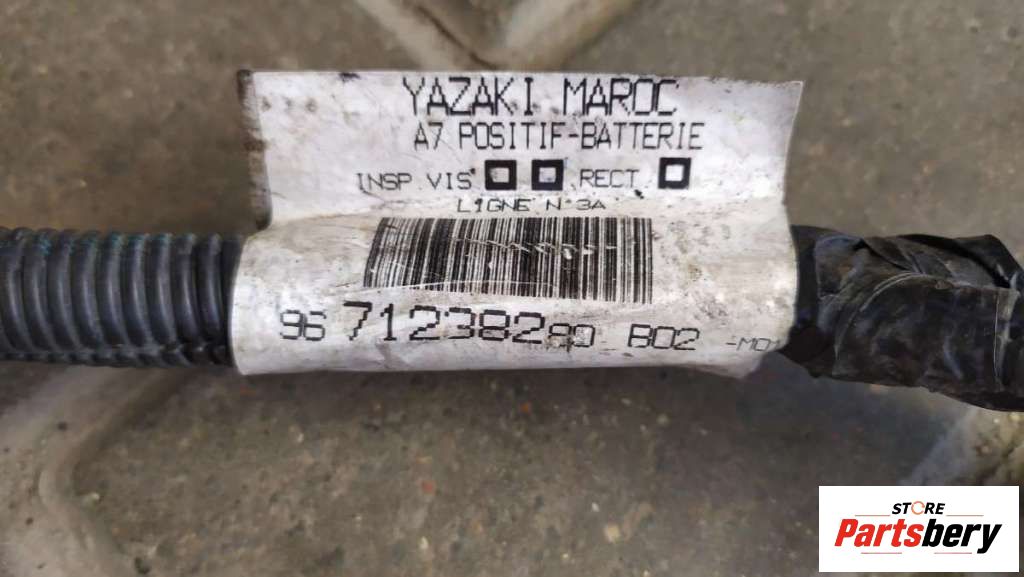 YAZAKI MAROC
A7 POSITIF-BATTERIE
INSP VIS RECT
LIGNE N°3A
96 71238280 B02 -M01
STORE
Partsbery